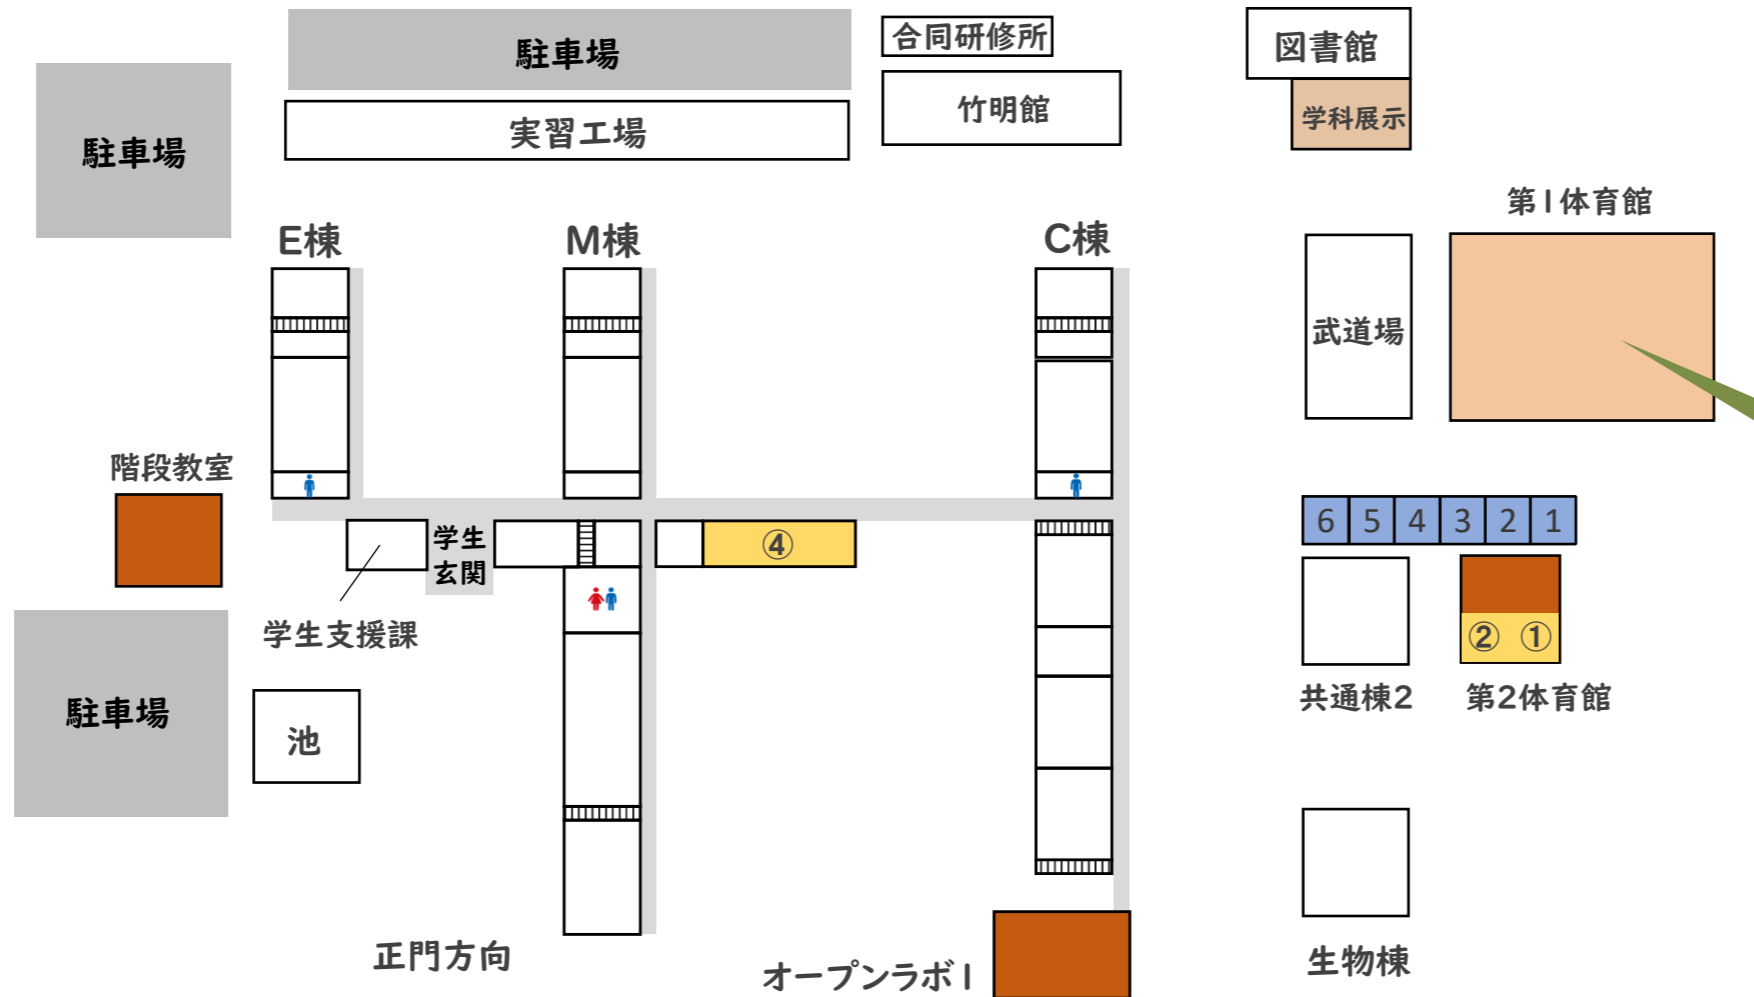 駐車場
合同研修所
図書館
駐車場
実習工場
竹明館
学科展示
第1体育館
E棟
M棟
C棟
武道場
階段教室
6 5 4 3 2 1
学生
玄関
④
学生支援課
② ①
共通棟2
第2体育館
駐車場
池
正門方向
オープンラボ1
生物棟